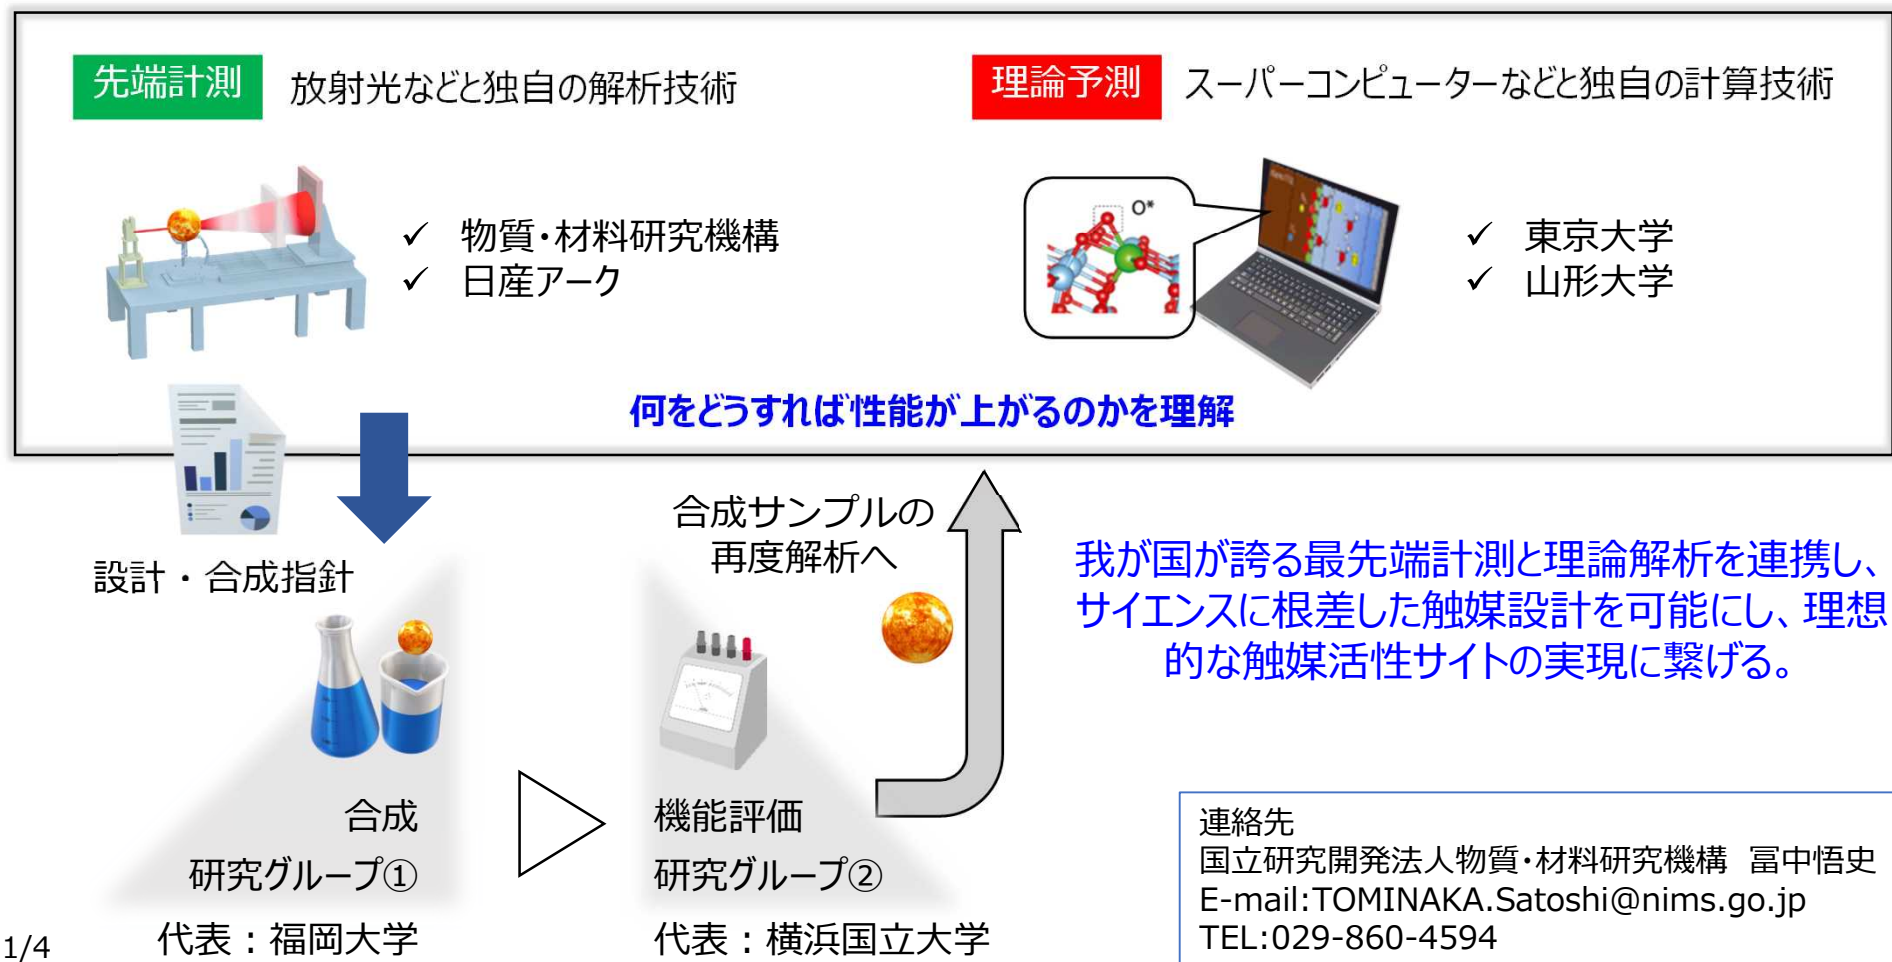 先端計測
放射光などと独自の解析技術
理論予測
スーパーコンピューターなどと独自の計算技術
✓ 物質・材料研究機構
✓ 日産アーク
O*
✓ 東京大学
✓ 山形大学
何をどうすれば性能が上がるのかを理解
設計・合成指針
合成サンプルの
再度解析へ
我が国が誇る最先端計測と理論解析を連携し、
サイエンスに根差した触媒設計を可能にし、理想
的な触媒活性サイトの実現に繋げる。
合成
研究グループ①
代表：福岡大学
機能評価
研究グループ②
代表：横浜国立大学
連絡先
国立研究開発法人物質・材料研究機構 冨中悟史
E-mail:TOMINAKA.Satoshi@nims.go.jp
TEL:029-860-4594
1/4